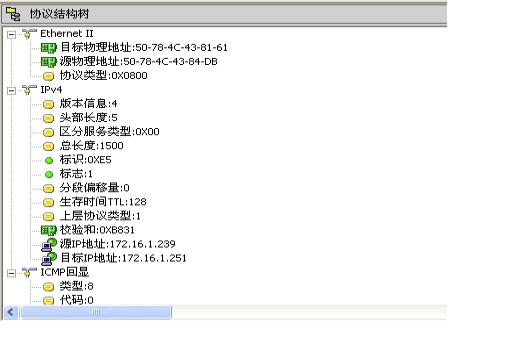 协议结构树
Ethernet II
目标物理地址:50-78-4C-43-81-61
源物理地址:50-78-4C-43-84-DB
协议类型:0X0800
IPv4
版本信息:4
头部长度:5
区分服务类型:0X00
总长度:1500
标识:0XE5
标志:1
分段偏移量:0
生存时间TTL:128
上层协议类型:1
校验和:0XB831
源IP地址:172.16.1.239
目标IP地址:172.16.1.251
ICMP回显
类型:8
代码:0